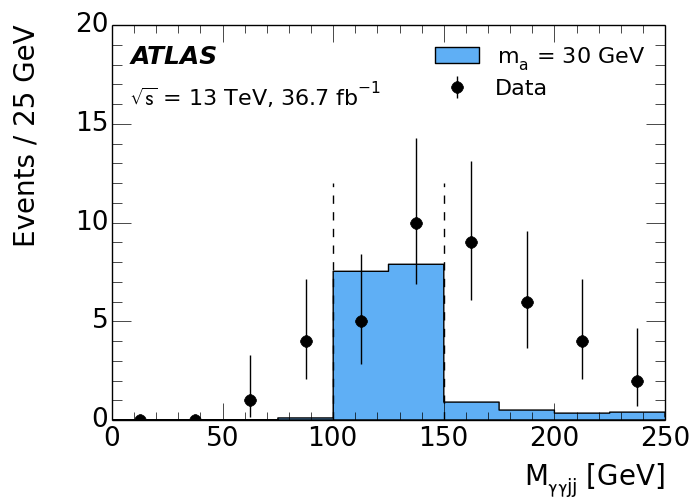 20
15
10
5
0
Events / 25 GeV
ATLAS
√s = 13 TeV, 36.7 fb⁻¹
mₐ = 30 GeV
Data
0 50 100 150 200 250
M_γγjj [GeV]